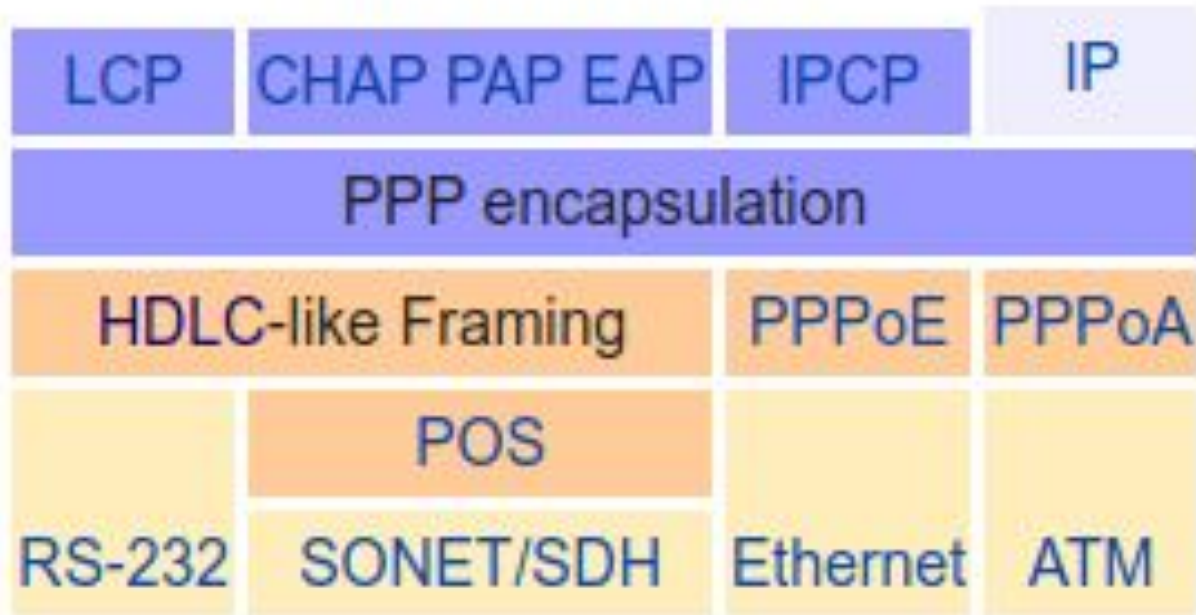 LCP CHAP PAP EAP IPCP IP
PPP encapsulation
HDLC-like Framing PPPoE PPPoA
POS
RS-232 SONET/SDH Ethernet ATM